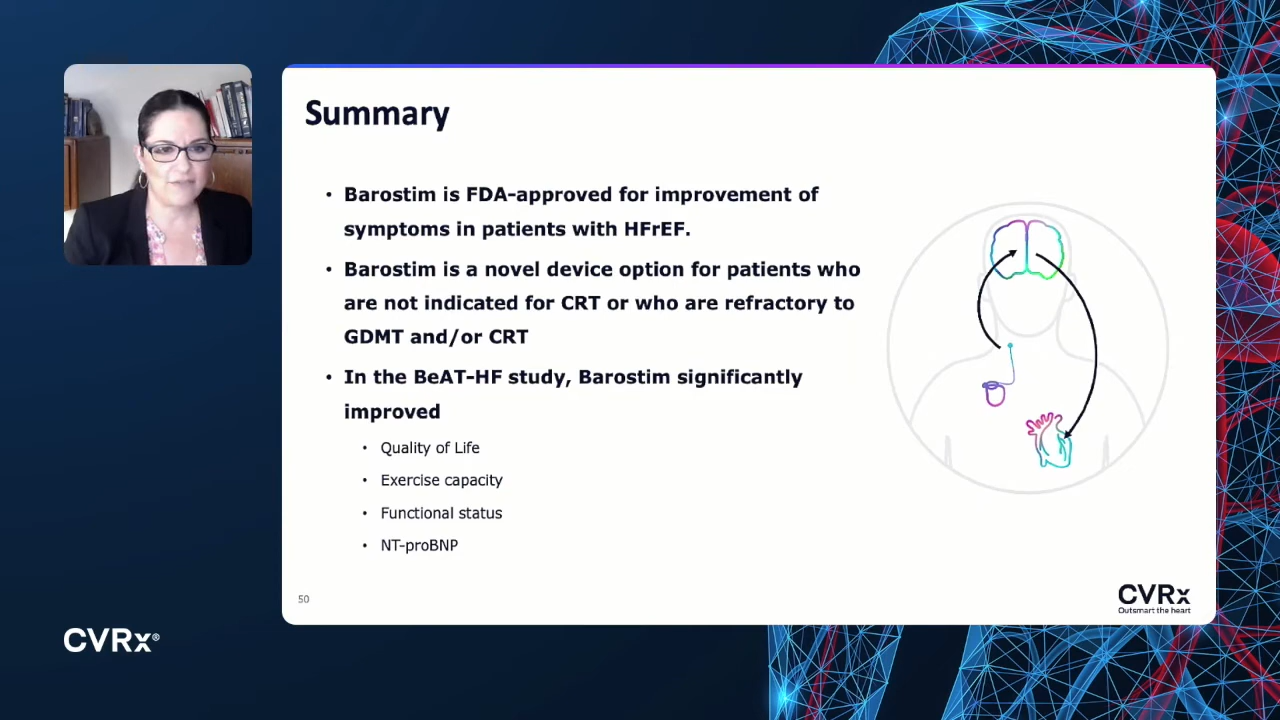 Summary
• Barostim is FDA-approved for improvement of
symptoms in patients with HFrEF.
• Barostim is a novel device option for patients who
are not indicated for CRT or who are refractory to
GDMT and/or CRT
• In the BeAT-HF study, Barostim significantly
improved
• Quality of Life
• Exercise capacity
• Functional status
• NT-proBNP
50
CVRx
Outsmart the heart
CVRx®